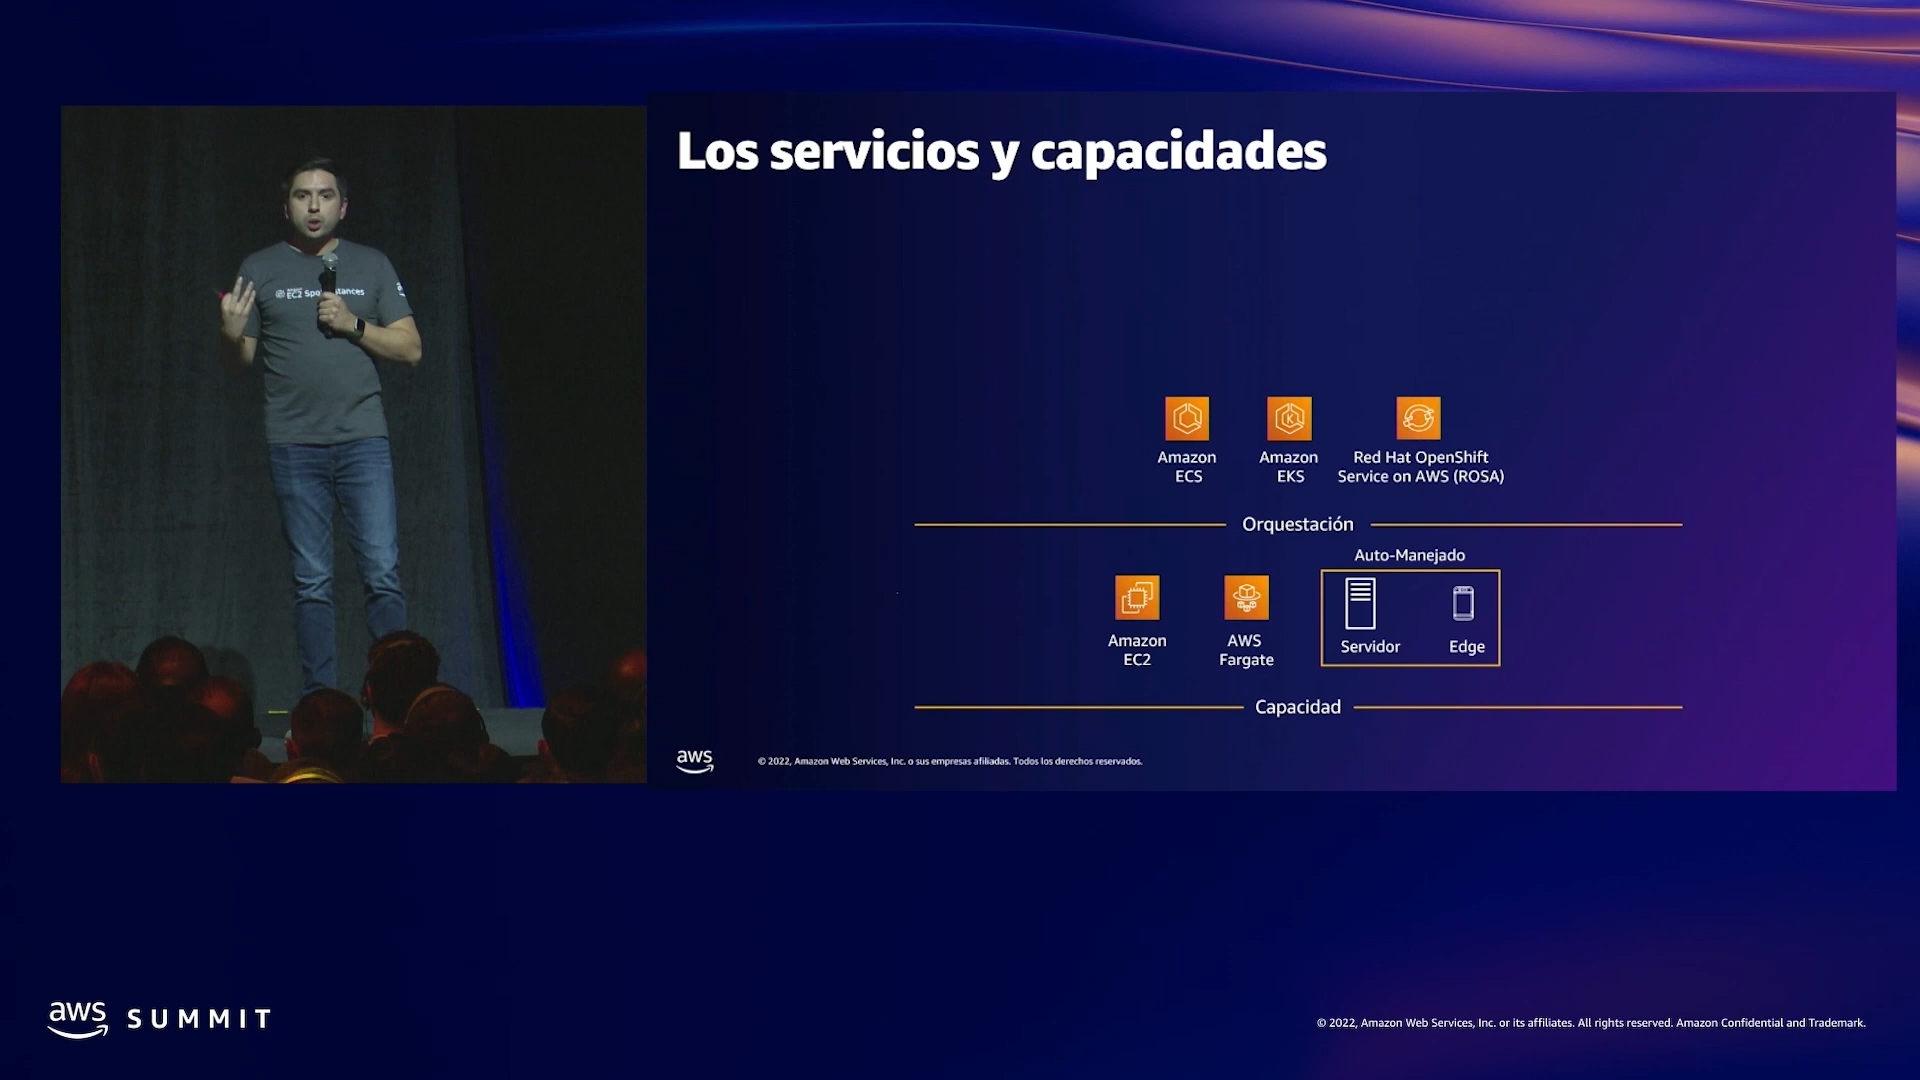 Los servicios y capacidades
EC2
Amazon
ECS
Amazon
EKS
Red Hat OpenShift
Service on AWS (ROSA)
Orquestación
Auto-Manejado
Amazon
EC2
AWS
Fargate
Servidor
Edge
Capacidad
aws
© 2022, Amazon Web Services, Inc. o sus empresas afiliadas. Todos los derechos reservados.
aws SUMMIT
© 2022, Amazon Web Services, Inc. or its affiliates. All rights reserved. Amazon Confidential and Trademark.